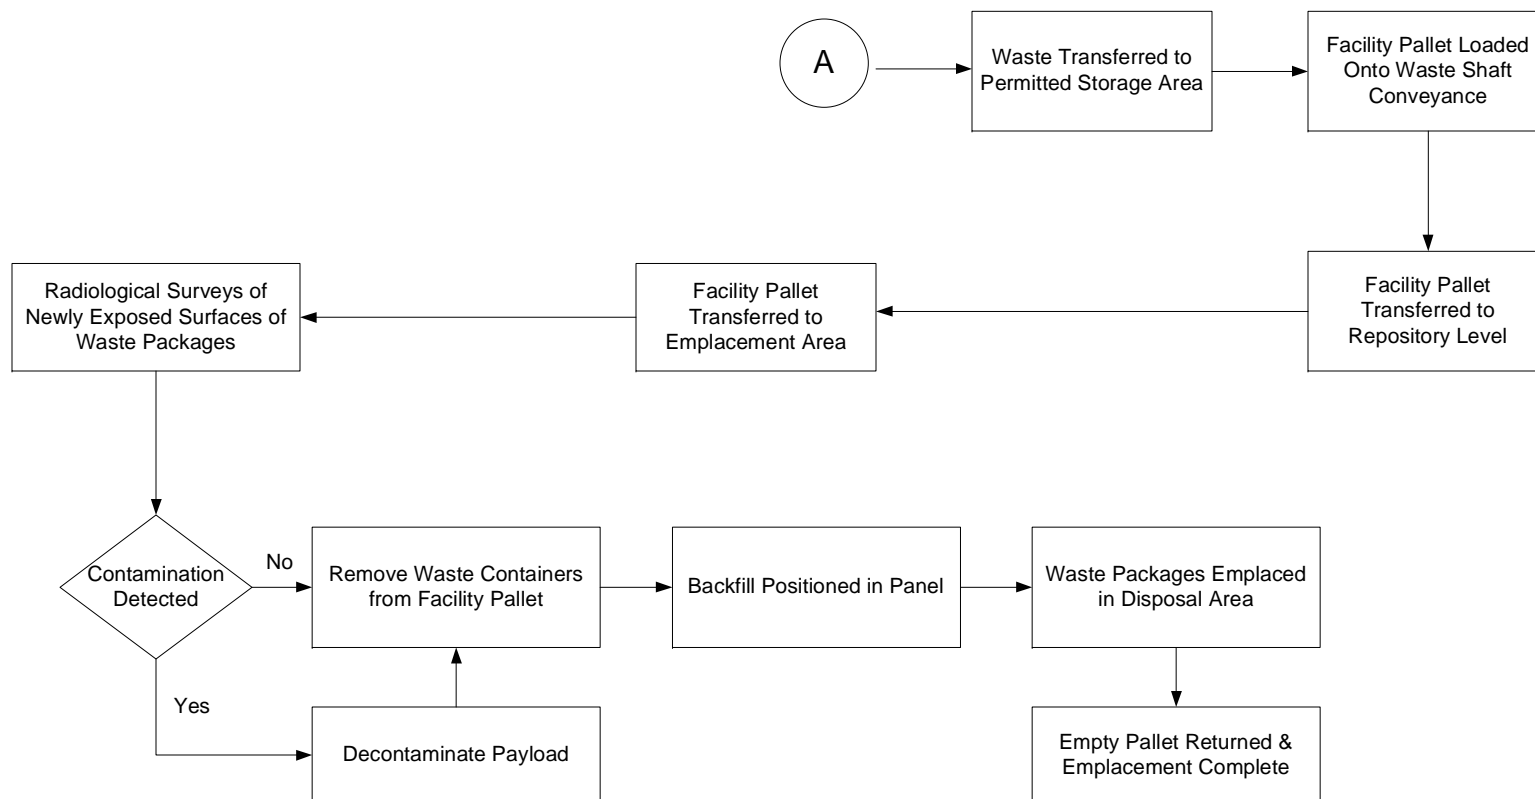 A
Waste Transferred to
Permitted Storage Area
Facility Pallet Loaded
Onto Waste Shaft
Conveyance
Facility Pallet
Transferred to
Repository Level
Facility Pallet
Transferred to
Emplacement Area
Radiological Surveys of
Newly Exposed Surfaces of
Waste Packages
Contamination
Detected
No
Remove Waste Containers
from Facility Pallet
Backfill Positioned in Panel
Waste Packages Emplaced
in Disposal Area
Yes
Decontaminate Payload
Empty Pallet Returned &
Emplacement Complete